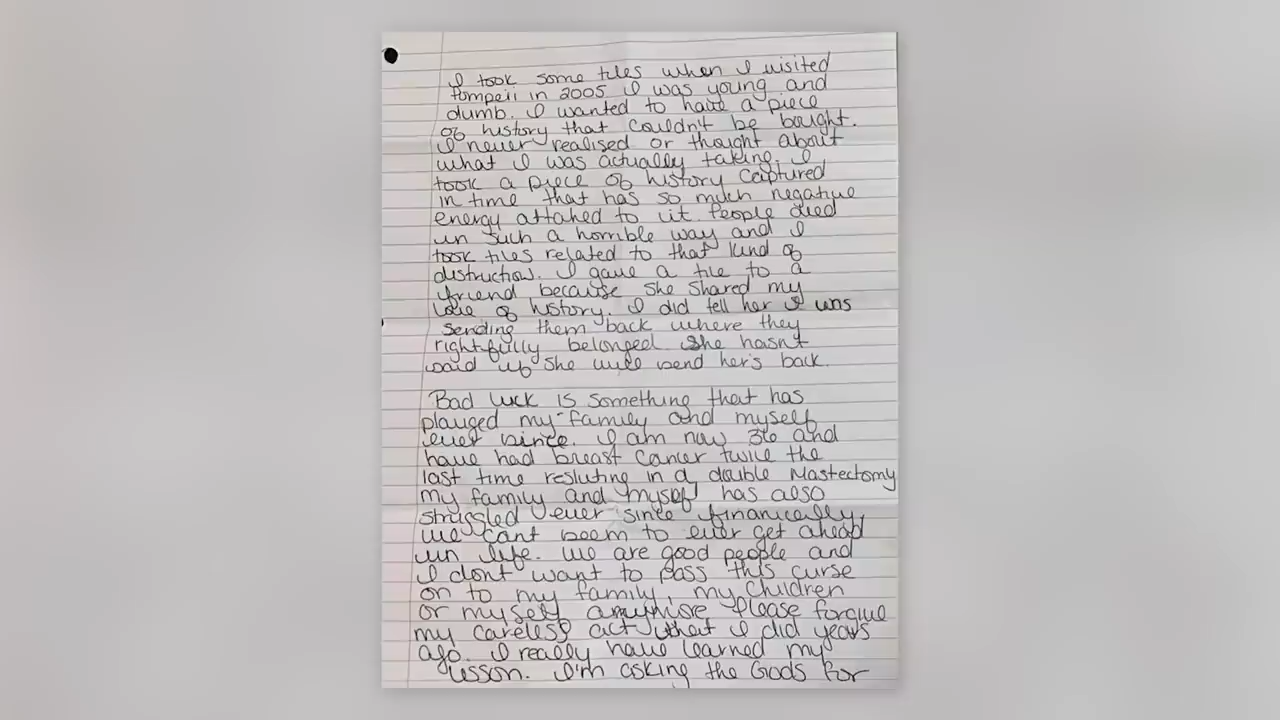 I took some tiles when I visited
Pompeii in 2005 I was young and
dumb. I wanted to have a piece
of history that couldn't be bought.
I never realised or thought about
what I was actually taking. I
took a piece of history captured
in time that has so much negative
energy attahed to it. People died
in such a horrible way and I
took tiles related to that kind of
distruction. I gave a tile to a
friend because she shared my
love of history. I did tell her I was
sending them back where they
rightfully belonged she hasn't
said if she will send her's back.
Bad luck is something that has
plauged my family and myself
ever since. I am now 36 and
have had breast cancer twice the
last time resluting in a double Mastectomy
my family and myself has also
struggled ever since financially
we cant seem to ever get ahead
in life. We are good people and
I dont want to pass this curse
on to my family, my children
or myself anymore Please forgive
my careless act that I did years
ago. I really have learned my
lesson. I'm asking the Gods for